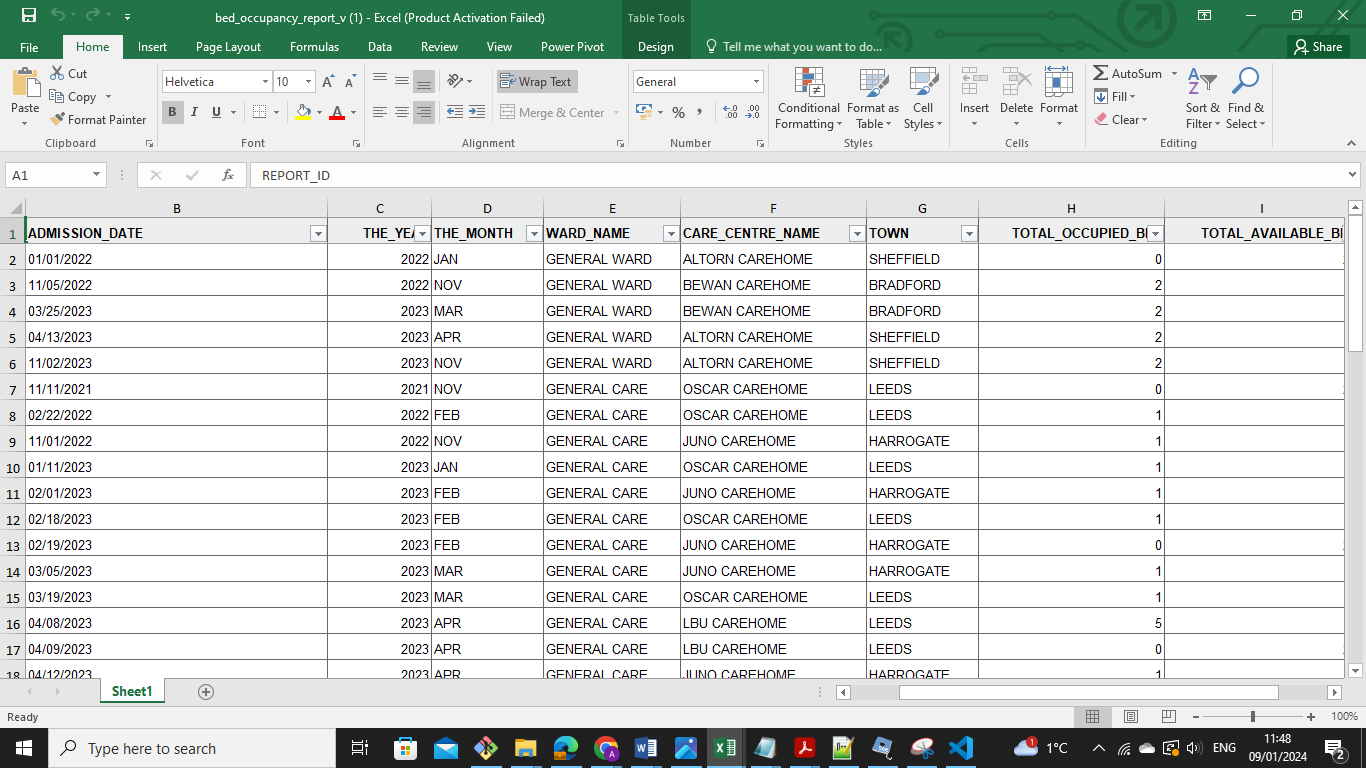 bed_occupancy_report_v (1) - Excel (Product Activation Failed) Table Tools
File Home Insert Page Layout Formulas Data Review View Power Pivot Design Tell me what you want to do... Share
Cut
Copy
Format Painter
Paste
Clipboard
Helvetica 10
B I U
Font
Wrap Text
Merge & Center
Alignment
General
%
Number
Conditional Formatting
Format as Table
Cell Styles
Styles
Insert Delete Format
Cells
AutoSum
Fill
Clear
Sort & Filter
Find & Select
Editing
A1 fx REPORT_ID
B C D E F G H I
1 ADMISSION_DATE THE_YEA THE_MONTH WARD_NAME CARE_CENTRE_NAME TOWN TOTAL_OCCUPIED_BE TOTAL_AVAILABLE_BE
2 01/01/2022 2022 JAN GENERAL WARD ALTORN CAREHOME SHEFFIELD 0
3 11/05/2022 2022 NOV GENERAL WARD BEWAN CAREHOME BRADFORD 2
4 03/25/2023 2023 MAR GENERAL WARD BEWAN CAREHOME BRADFORD 2
5 04/13/2023 2023 APR GENERAL WARD ALTORN CAREHOME SHEFFIELD 2
6 11/02/2023 2023 NOV GENERAL WARD ALTORN CAREHOME SHEFFIELD 2
7 11/11/2021 2021 NOV GENERAL CARE OSCAR CAREHOME LEEDS 0
8 02/22/2022 2022 FEB GENERAL CARE OSCAR CAREHOME LEEDS 1
9 11/01/2022 2022 NOV GENERAL CARE JUNO CAREHOME HARROGATE 1
10 01/11/2023 2023 JAN GENERAL CARE OSCAR CAREHOME LEEDS 1
11 02/01/2023 2023 FEB GENERAL CARE JUNO CAREHOME HARROGATE 1
12 02/18/2023 2023 FEB GENERAL CARE OSCAR CAREHOME LEEDS 1
13 02/19/2023 2023 FEB GENERAL CARE JUNO CAREHOME HARROGATE 0
14 03/05/2023 2023 MAR GENERAL CARE JUNO CAREHOME HARROGATE 1
15 03/19/2023 2023 MAR GENERAL CARE OSCAR CAREHOME LEEDS 1
16 04/08/2023 2023 APR GENERAL CARE LBU CAREHOME LEEDS 5
17 04/09/2023 2023 APR GENERAL CARE LBU CAREHOME LEEDS 0
18 04/12/2023 2023 APR GENERAL CARE JUNO CAREHOME HARROGATE 1
Sheet1
Ready 100%
Type here to search 1°C ENG 11:48
09/01/2024 2